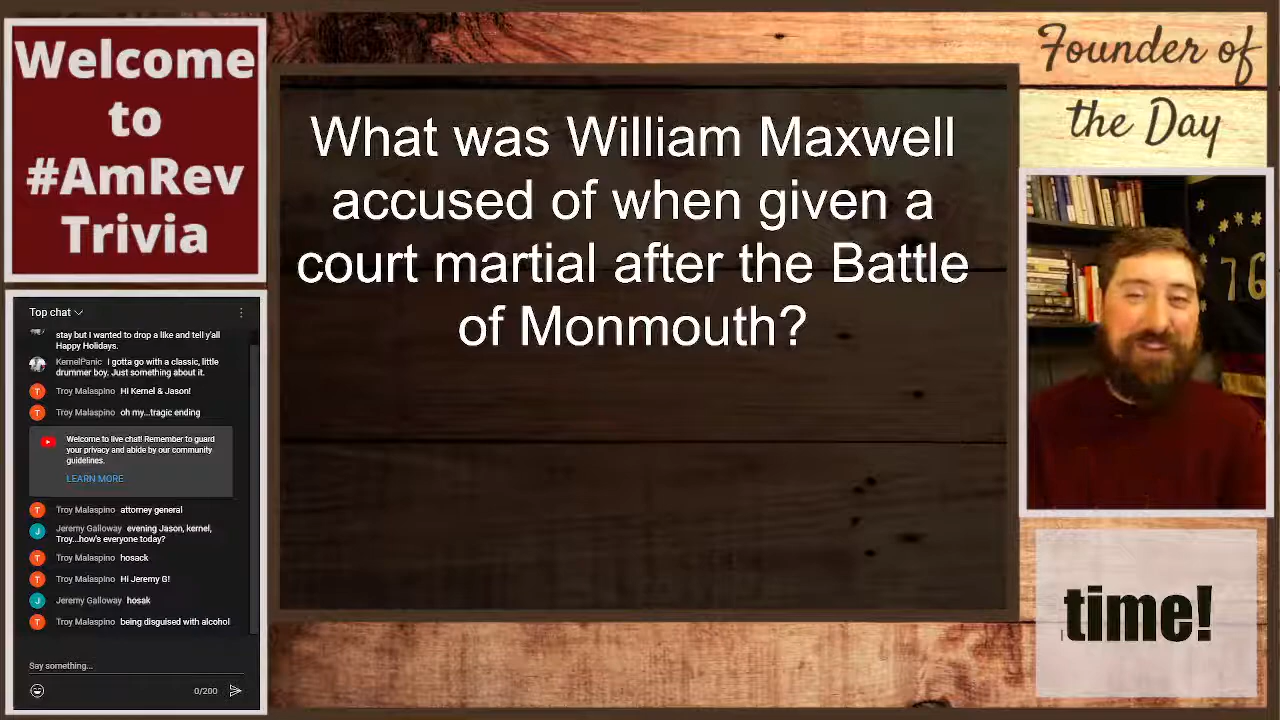 Welcome
to
#AmRev
Trivia
What was William Maxwell
accused of when given a
court martial after the Battle
of Monmouth?
Founder of
the Day
76
Top chat
stay but I wanted to drop a like and tell y'all
Happy Holidays.
KernelPanic I gotta go with a classic, little
drummer boy. Just something about it.
T Troy Malaspino Hi Kernel & Jason!
T Troy Malaspino oh my...tragic ending
Welcome to live chat! Remember to guard
your privacy and abide by our community
guidelines.
LEARN MORE
T Troy Malaspino attorney general
J Jeremy Galloway evening Jason, kernel,
Troy...how's everyone today?
T Troy Malaspino hosack
T Troy Malaspino Hi Jeremy G!
J Jeremy Galloway hosak
T Troy Malaspino being disguised with alcohol
Say something...
0/200
time!